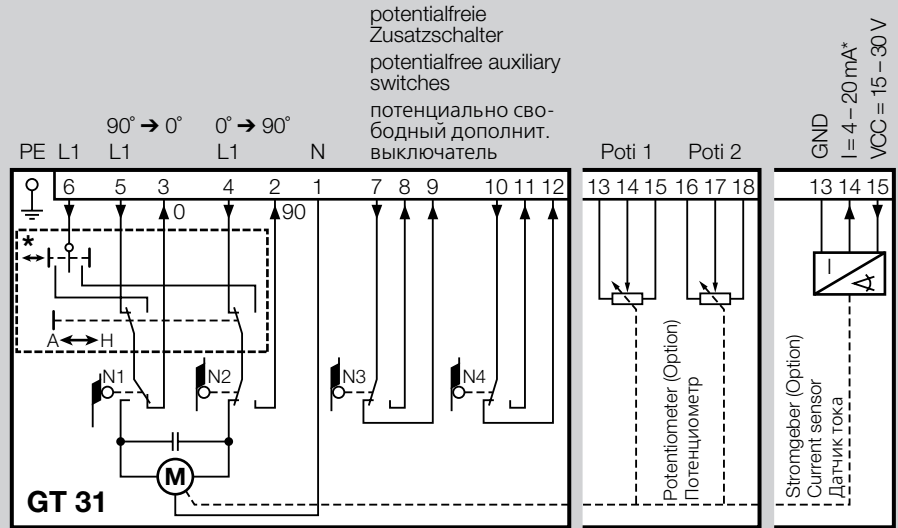 potentialfreie
Zusatzschalter
potentialfree auxiliary
switches
потенциально сво-
бодный дополнит.
выключатель
90° ➔ 0°
0° ➔ 90°
PE L1 L1 L1 N
Poti 1
Poti 2
GND
I = 4 – 20 mA*
VCC = 15 – 30 V
6 5 3 4 2 1 7 8 9 10 11 12
13 14 15 16 17 18
13 14 15
0
90
*
I
A H
N1
N2
N3
N4
M
GT 31
Potentiometer (Option)
Потенциометр
Stromgeber (Option)
Current sensor
Датчик тока